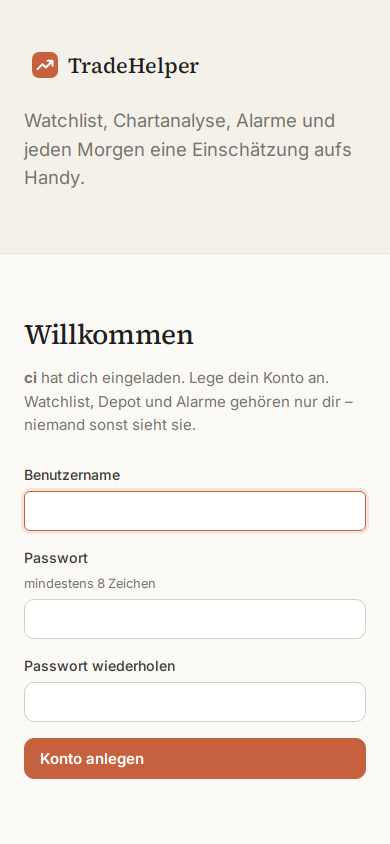 TradeHelper
Watchlist, Chartanalyse, Alarme und
jeden Morgen eine Einschätzung aufs
Handy.
Willkommen
ci hat dich eingeladen. Lege dein Konto an.
Watchlist, Depot und Alarme gehören nur dir –
niemand sonst sieht sie.
Benutzername
Passwort
mindestens 8 Zeichen
Passwort wiederholen
Konto anlegen